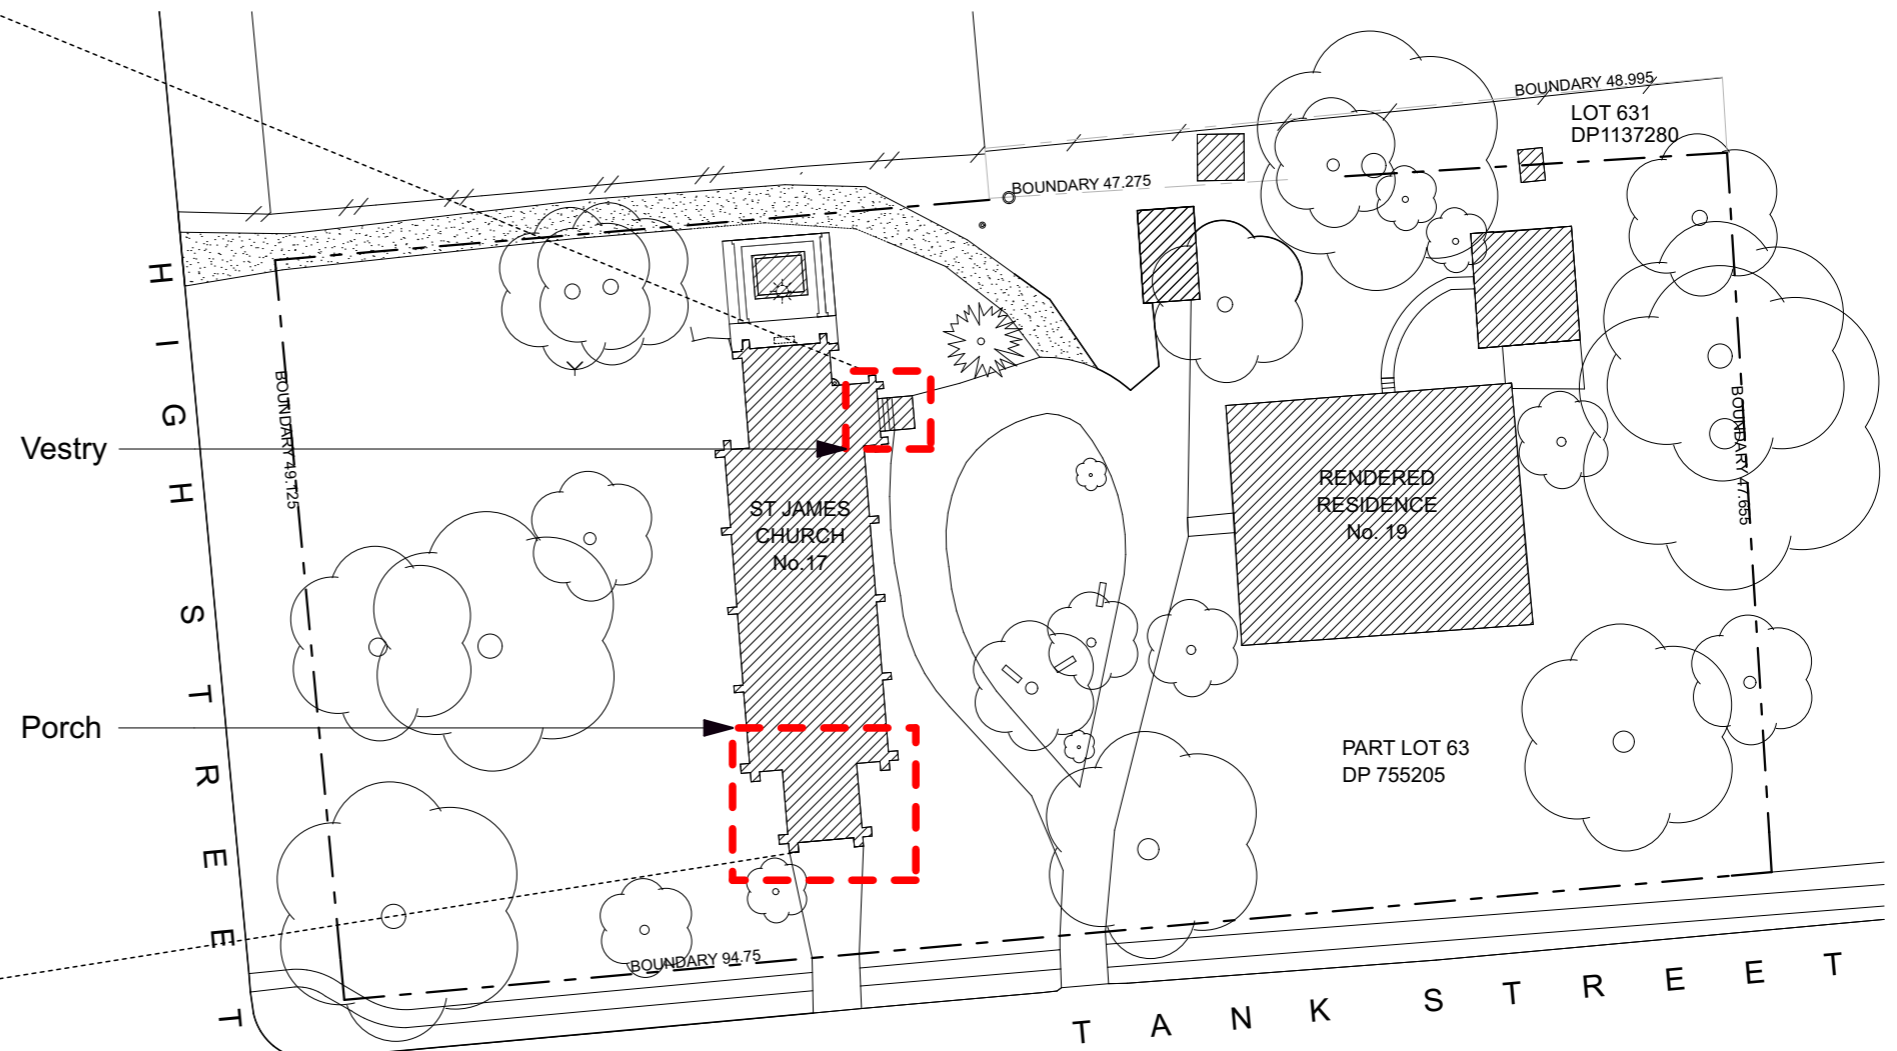 BOUNDARY 48.995
LOT 631
DP1137280
BOUNDARY 47.275
HIGH STREET
BOUNDARY 49.725
Vestry
ST JAMES
CHURCH
No.17
RENDERED
RESIDENCE
No. 19
BOUNDARY 47.655
Porch
PART LOT 63
DP 755205
BOUNDARY 94.75
TANK STREET